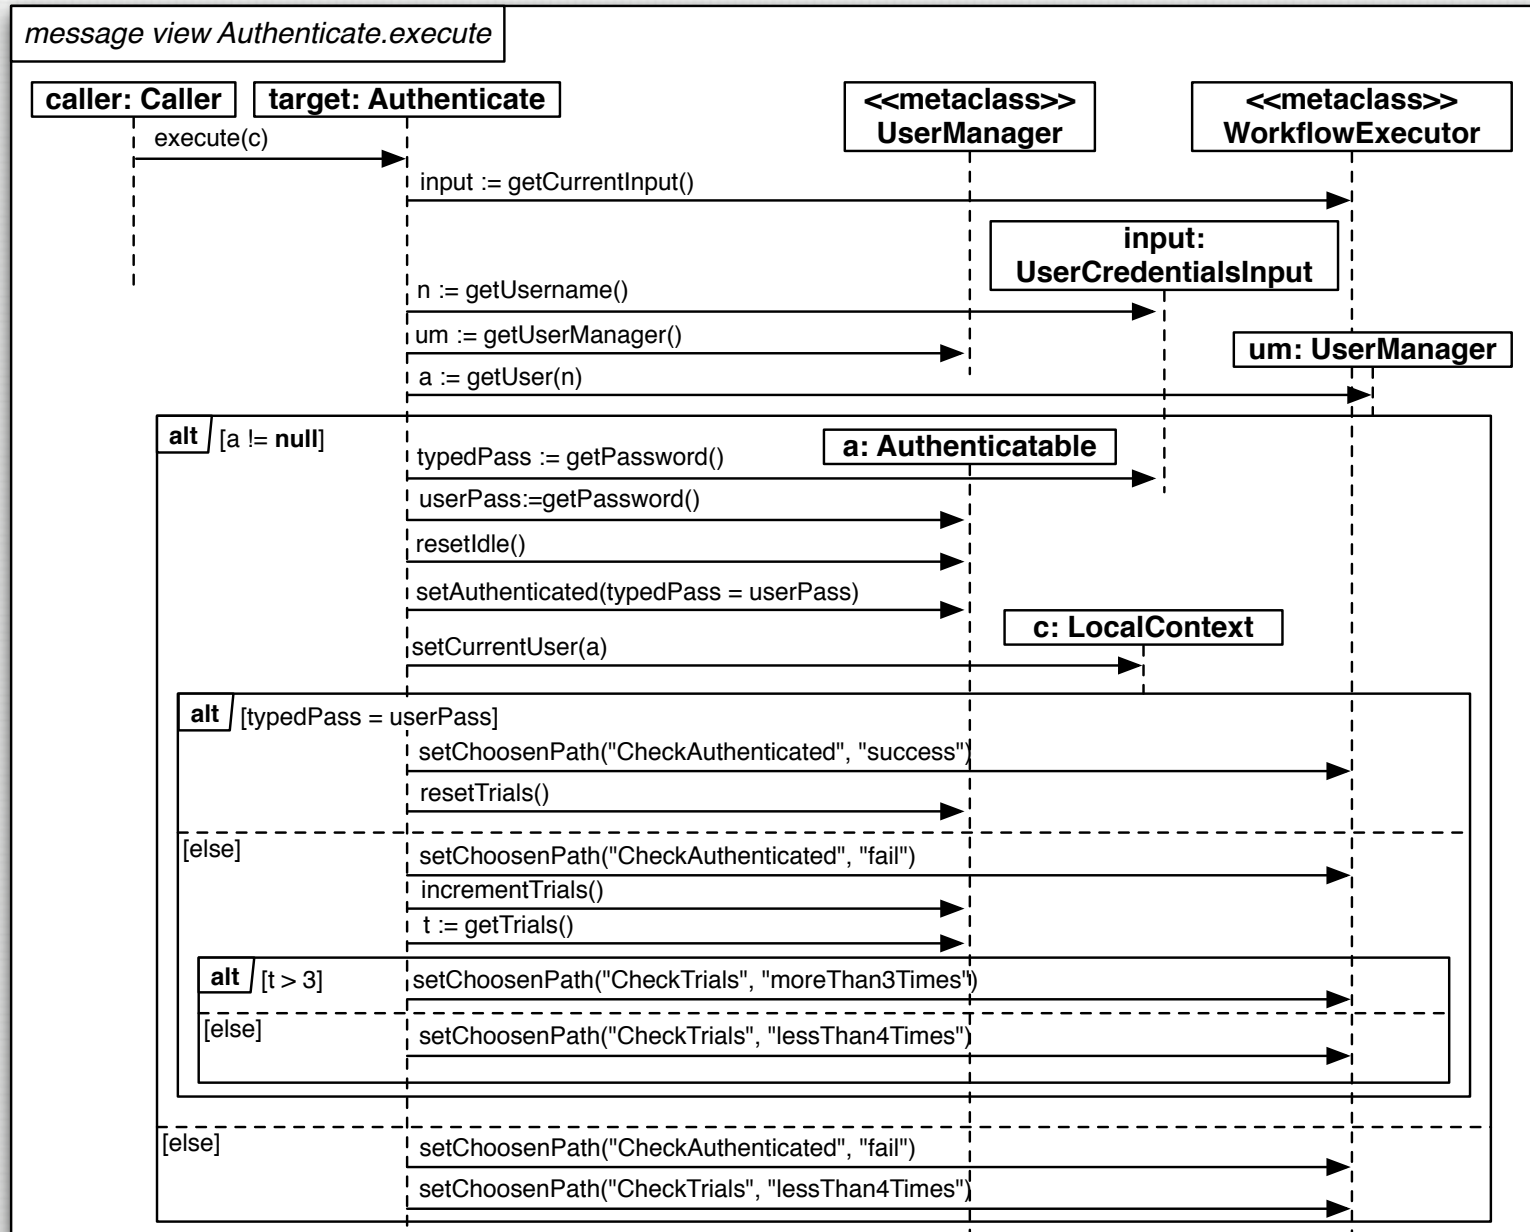 message view Authenticate.execute
caller: Caller
target: Authenticate
<<metaclass>>
UserManager
<<metaclass>>
WorkflowExecutor
execute(c)
input := getCurrentInput()
input:
UserCredentialsInput
n := getUsername()
um := getUserManager()
um: UserManager
a := getUser(n)
alt [a != null]
a: Authenticatable
typedPass := getPassword()
userPass:=getPassword()
resetIdle()
setAuthenticated(typedPass = userPass)
c: LocalContext
setCurrentUser(a)
alt [typedPass = userPass]
setChoosenPath("CheckAuthenticated", "success")
resetTrials()
[else]
setChoosenPath("CheckAuthenticated", "fail")
incrementTrials()
t := getTrials()
alt [t > 3]
setChoosenPath("CheckTrials", "moreThan3Times")
[else]
setChoosenPath("CheckTrials", "lessThan4Times")
[else]
setChoosenPath("CheckAuthenticated", "fail")
setChoosenPath("CheckTrials", "lessThan4Times")